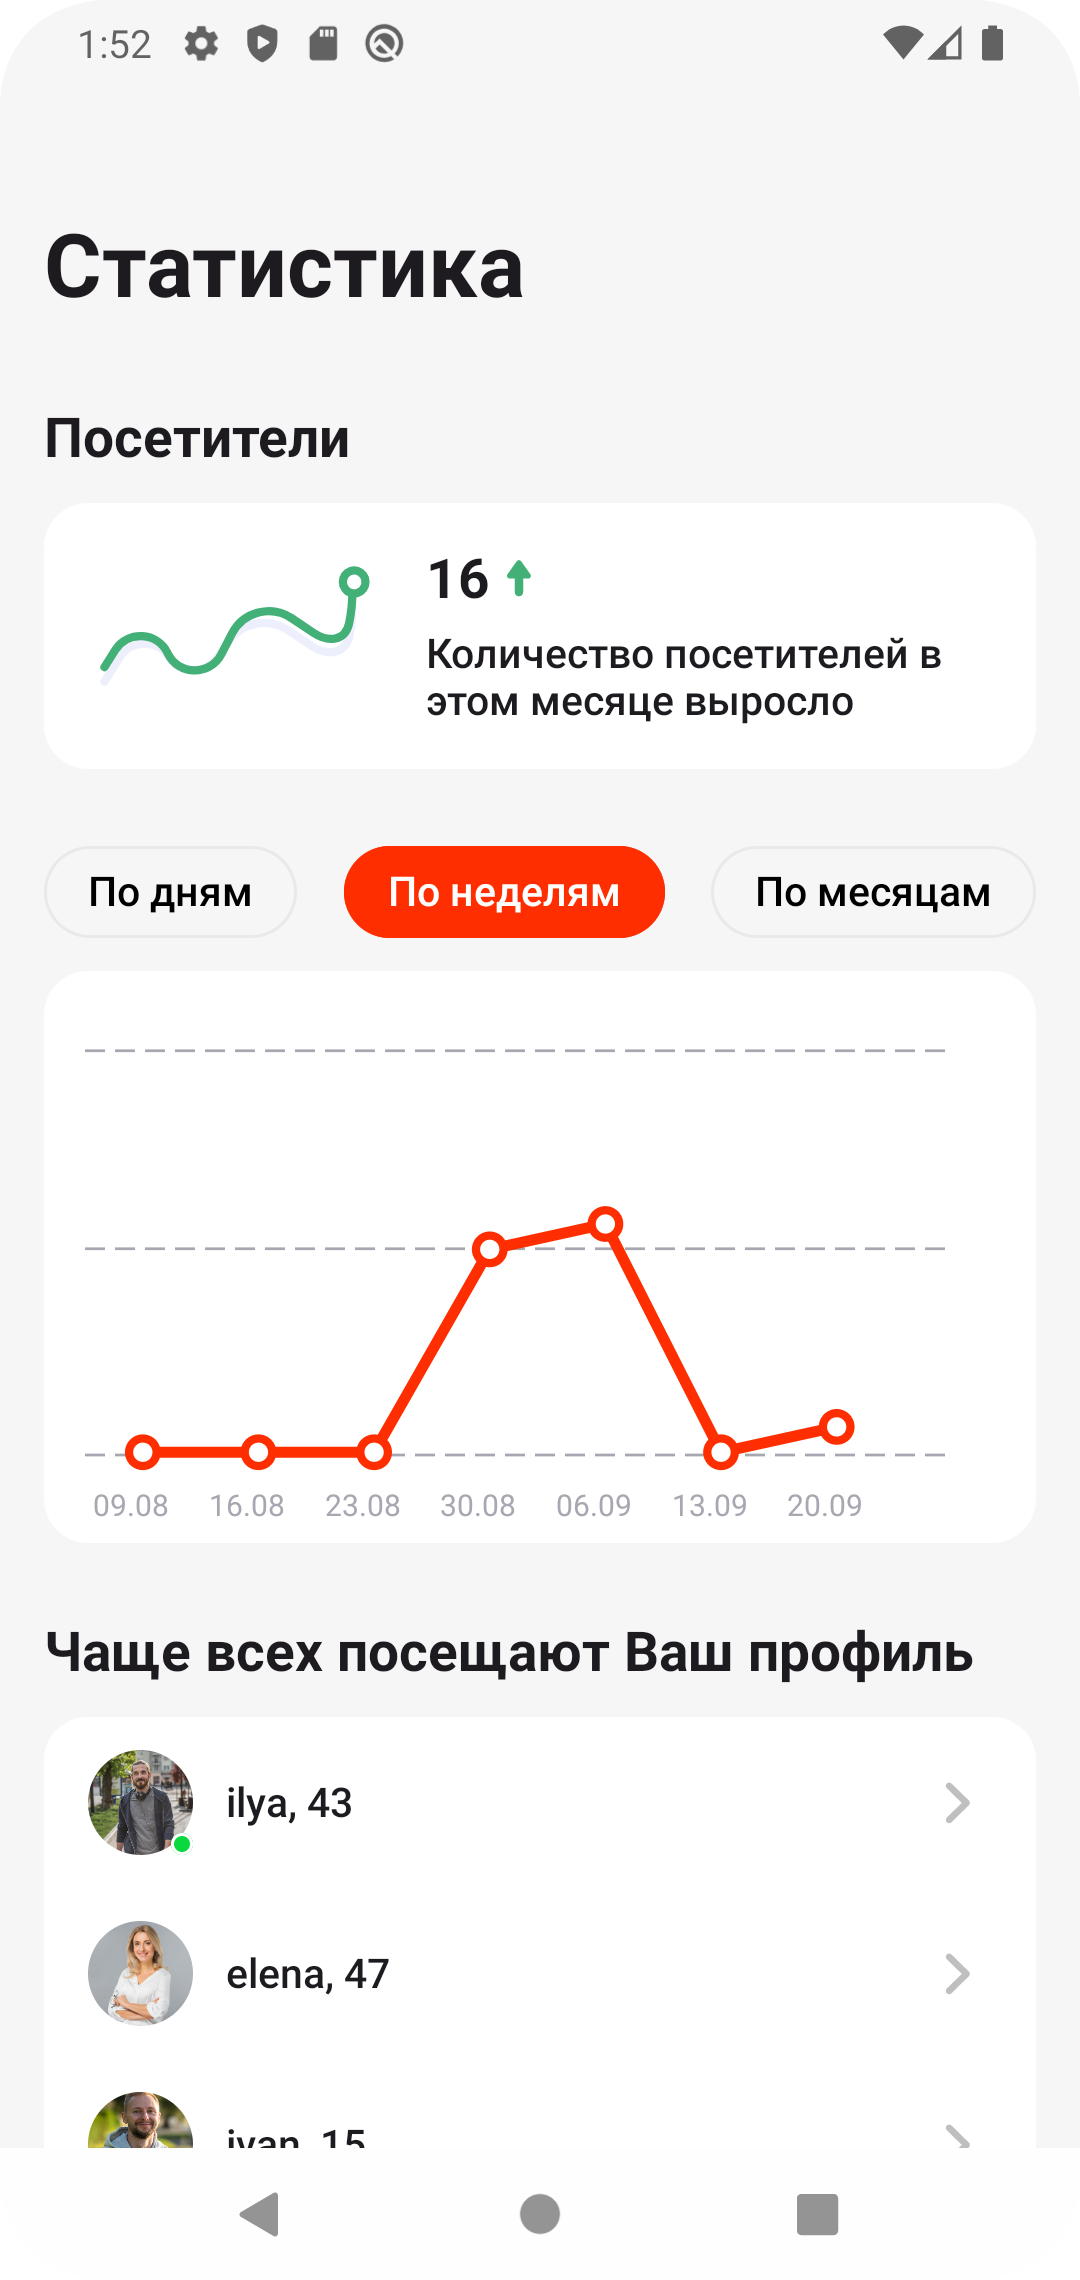 1:52
Статистика
Посетители
16
Количество посетителей в
этом месяце выросло
По дням
По неделям
По месяцам
09.08 16.08 23.08 30.08 06.09 13.09 20.09
Чаще всех посещают Ваш профиль
ilya, 43
elena, 47
ivan, 15